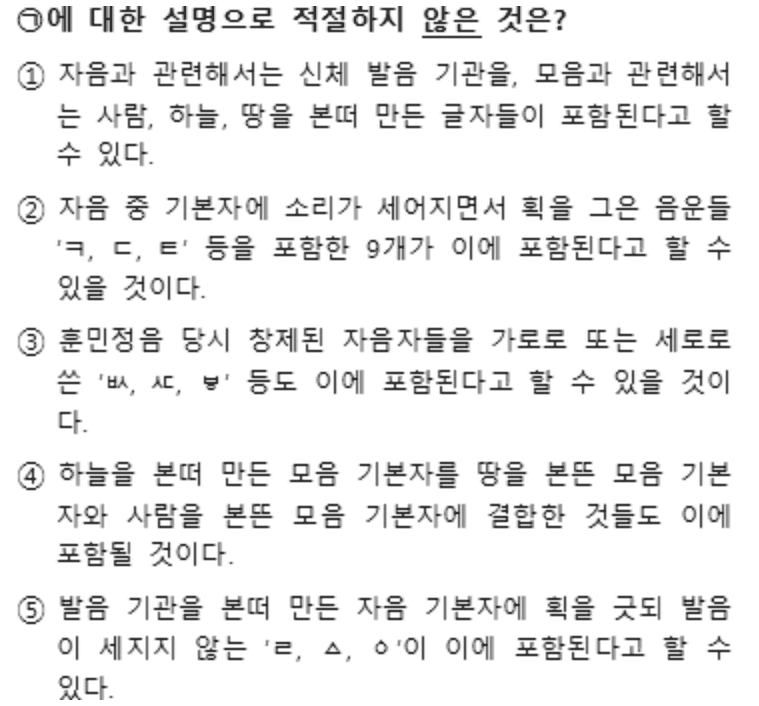 ㉠에 대한 설명으로 적절하지 않은 것은?
① 자음과 관련해서는 신체 발음 기관을, 모음과 관련해서
는 사람, 하늘, 땅을 본떠 만든 글자들이 포함된다고 할
수 있다.
② 자음 중 기본자에 소리가 세어지면서 획을 그은 음운들
‘ㅋ, ㄷ, ㅌ’ 등을 포함한 9개가 이에 포함된다고 할 수
있을 것이다.
③ 훈민정음 당시 창제된 자음자들을 가로로 또는 세로로
쓴 ‘ㅄ, ㅼ, ㅸ’ 등도 이에 포함된다고 할 수 있을 것이
다.
④ 하늘을 본떠 만든 모음 기본자를 땅을 본뜬 모음 기본
자와 사람을 본뜬 모음 기본자에 결합한 것들도 이에
포함될 것이다.
⑤ 발음 기관을 본떠 만든 자음 기본자에 획을 긋되 발음
이 세지지 않는 ‘ㄹ, ㅿ, ㆁ’이 이에 포함된다고 할 수
있다.